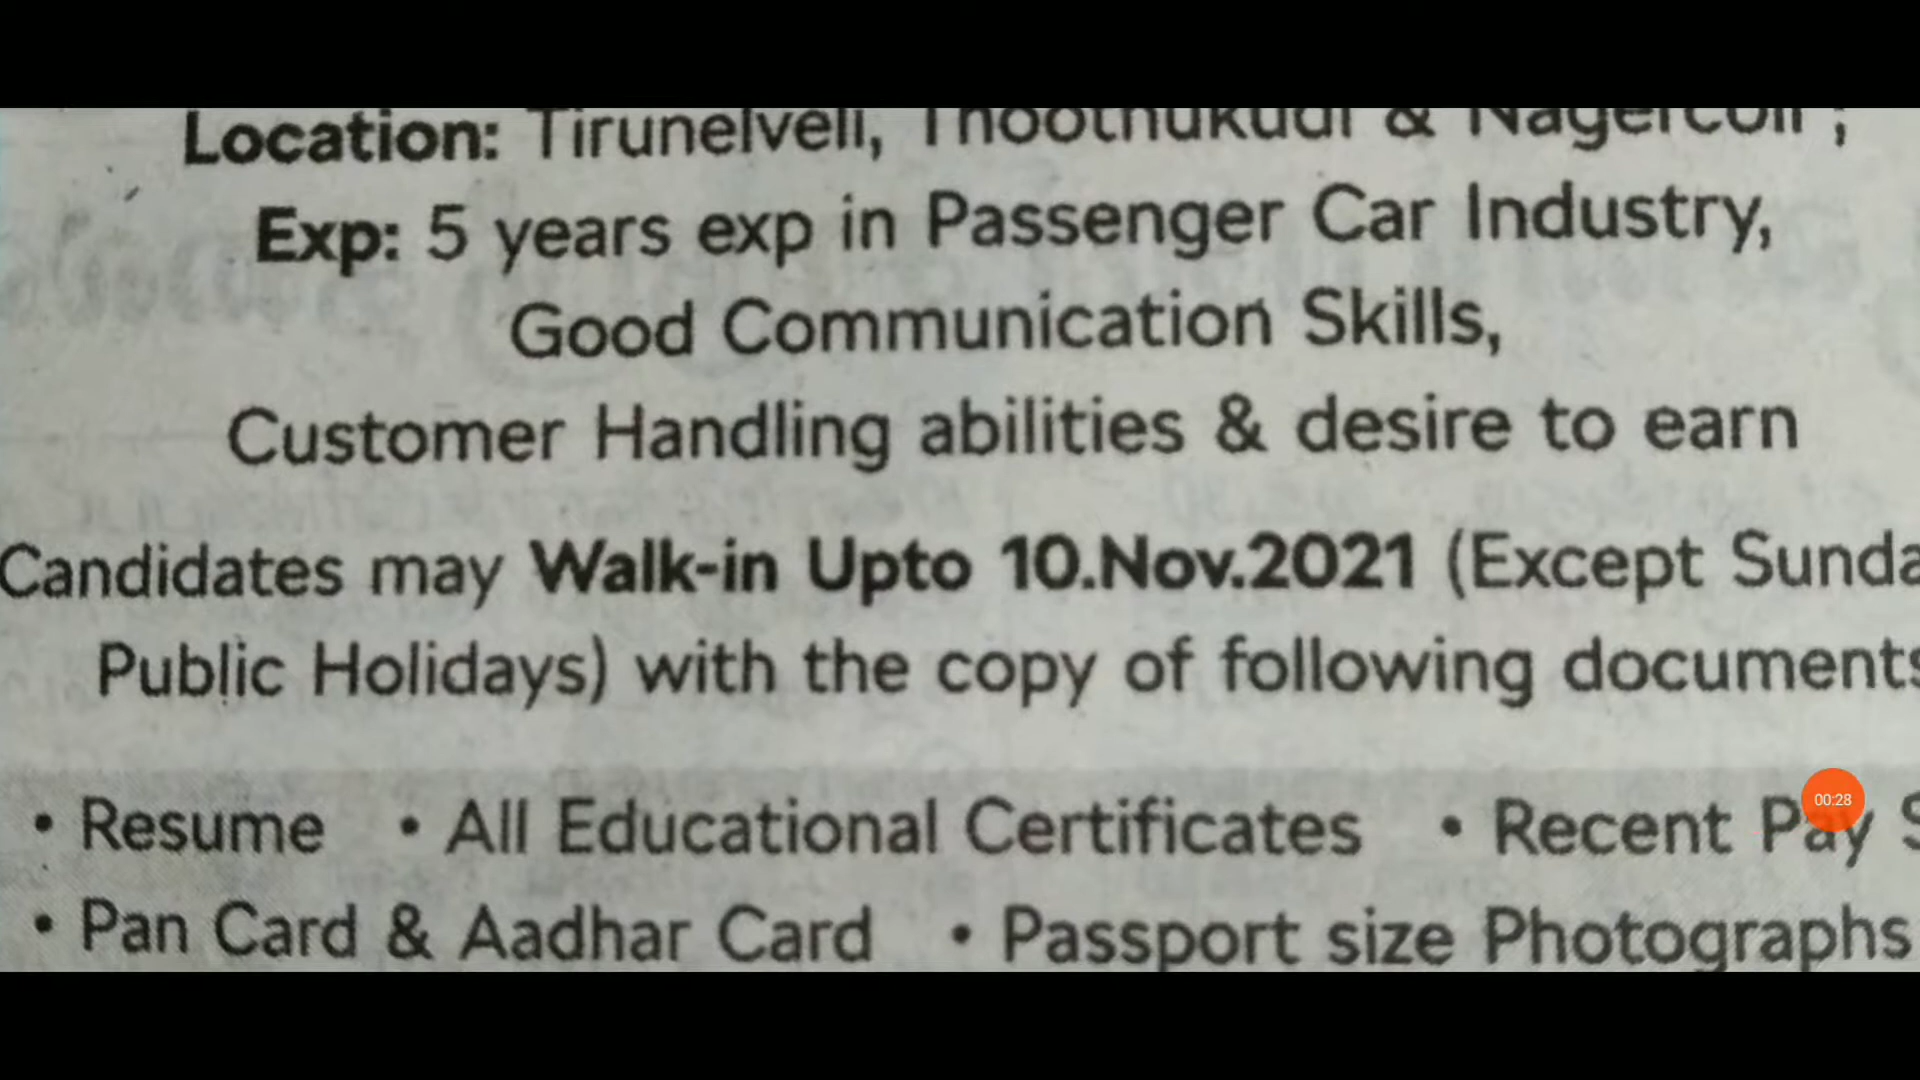 Location: Tirunelveli, Thoothukudi & Nagercoil ;
Exp: 5 years exp in Passenger Car Industry,
Good Communication Skills,
Customer Handling abilities & desire to earn
Candidates may Walk-in Upto 10.Nov.2021 (Except Sunda
Public Holidays) with the copy of following documents
• Resume • All Educational Certificates • Recent Pay S
• Pan Card & Aadhar Card • Passport size Photographs
00:28